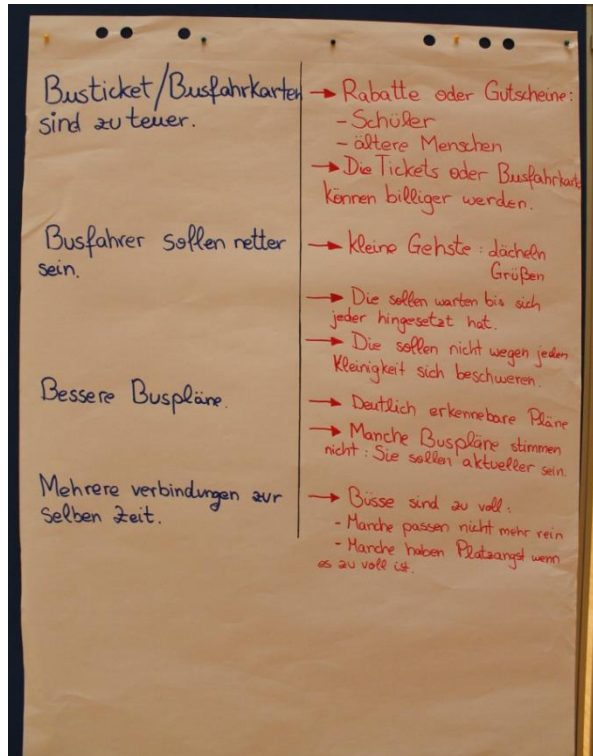 Busticket/Busfahrkarten
sind zu teuer.
→ Rabatte oder Gutscheine:
- Schüler
- ältere Menschen
→ Die Tickets oder Busfahrkart
können billiger werden.
Busfahrer sollen netter
sein.
→ kleine Gehste : Lächeln
Grüßen
→ Die sollen warten bis sich
jeder hingesetzt hat.
→ Die sollen nicht wegen jeden
Kleinigkeit sich beschweren.
Bessere Buspläne.
→ Deutlich erkennebare Pläne
→ Manche Buspläne stimmen
nicht : Sie sollen aktueller sein.
Mehrere verbindungen zur
selben Zeit.
→ Büsse sind zu voll :
- Manche passen nicht mehr rein
- Manche haben Platzangst wenn
es zu voll ist.